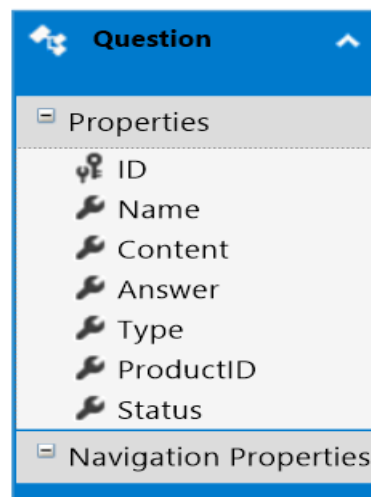 Question
Properties
ID
Name
Content
Answer
Type
ProductID
Status
Navigation Properties